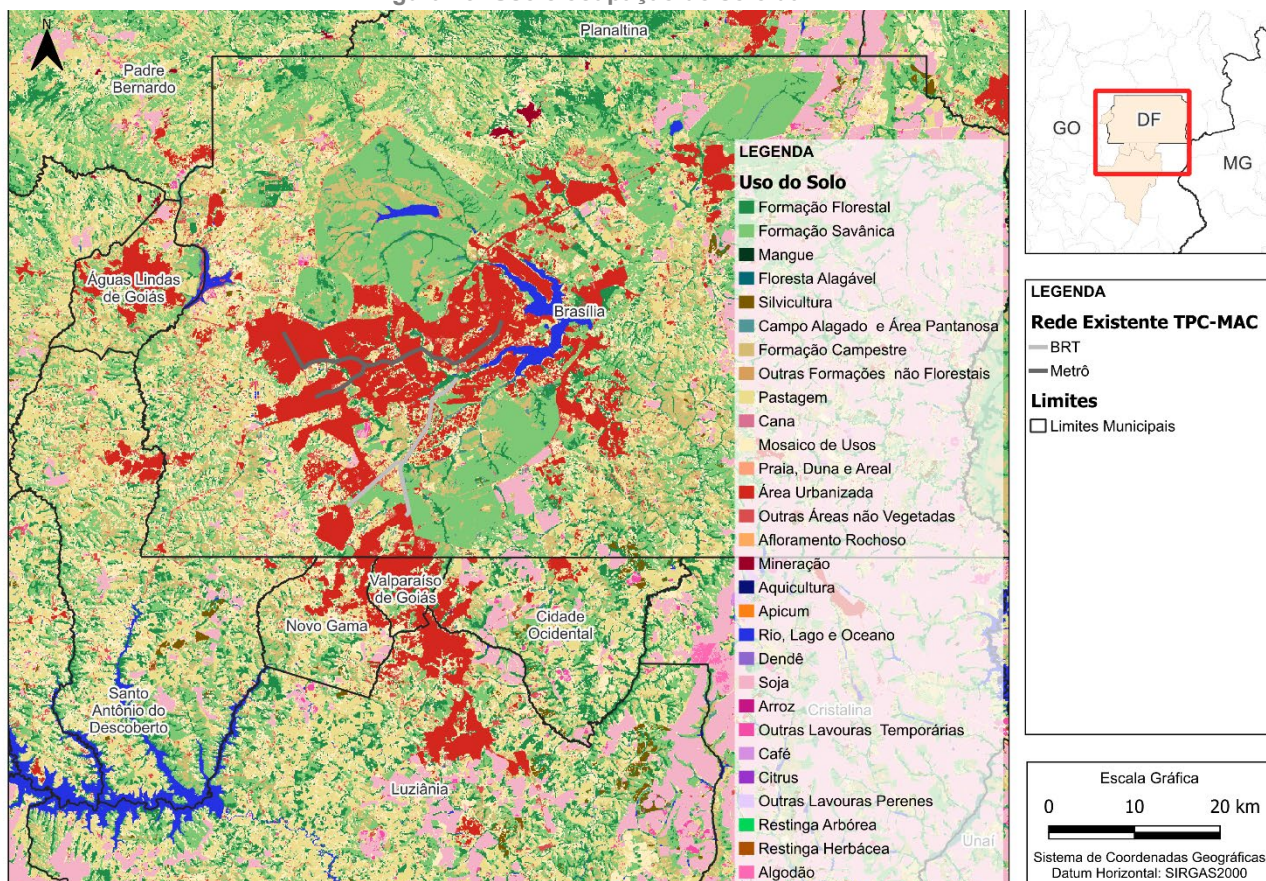 N
Planaltina
Padre
Bernardo
Águas Lindas
de Goiás
Brasília
Valparaíso
de Goiás
Novo Gama
Cidade
Ocidental
Santo
Antônio do
Descoberto
Luziânia
Cristalina
Unaí
LEGENDA
Uso do Solo
Formação Florestal
Formação Savânica
Mangue
Floresta Alagável
Silvicultura
Campo Alagado e Área Pantanosa
Formação Campestre
Outras Formações não Florestais
Pastagem
Cana
Mosaico de Usos
Praia, Duna e Areal
Área Urbanizada
Outras Áreas não Vegetadas
Afloramento Rochoso
Mineração
Aquicultura
Apicum
Rio, Lago e Oceano
Dendê
Soja
Arroz
Outras Lavouras Temporárias
Café
Citrus
Outras Lavouras Perenes
Restinga Arbórea
Restinga Herbácea
Algodão
GO
DF
MG
LEGENDA
Rede Existente TPC-MAC
BRT
Metrô
Limites
Limites Municipais
Escala Gráfica
0 10 20 km
Sistema de Coordenadas Geográficas
Datum Horizontal: SIRGAS2000